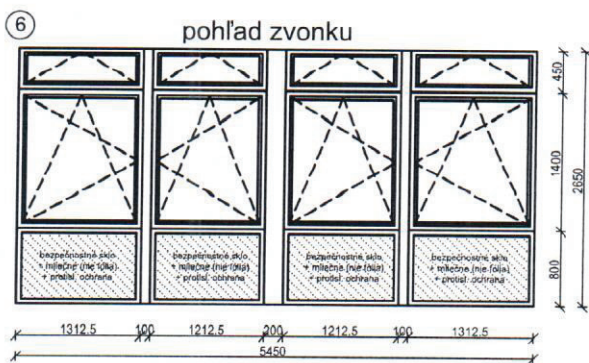 6
pohľad zvonku
450
1400
2650
800
bezpečnostné sklo
+ mliečne (nie fólia)
+ protisl. ochrana
bezpečnostné sklo
+ mliečne (nie fólia)
+ protisl. ochrana
bezpečnostné sklo
+ mliečne (nie fólia)
+ protisl. ochrana
bezpečnostné sklo
+ mliečne (nie fólia)
+ protisl. ochrana
1312.5 100 1212.5 200 1212.5 100 1312.5
5450